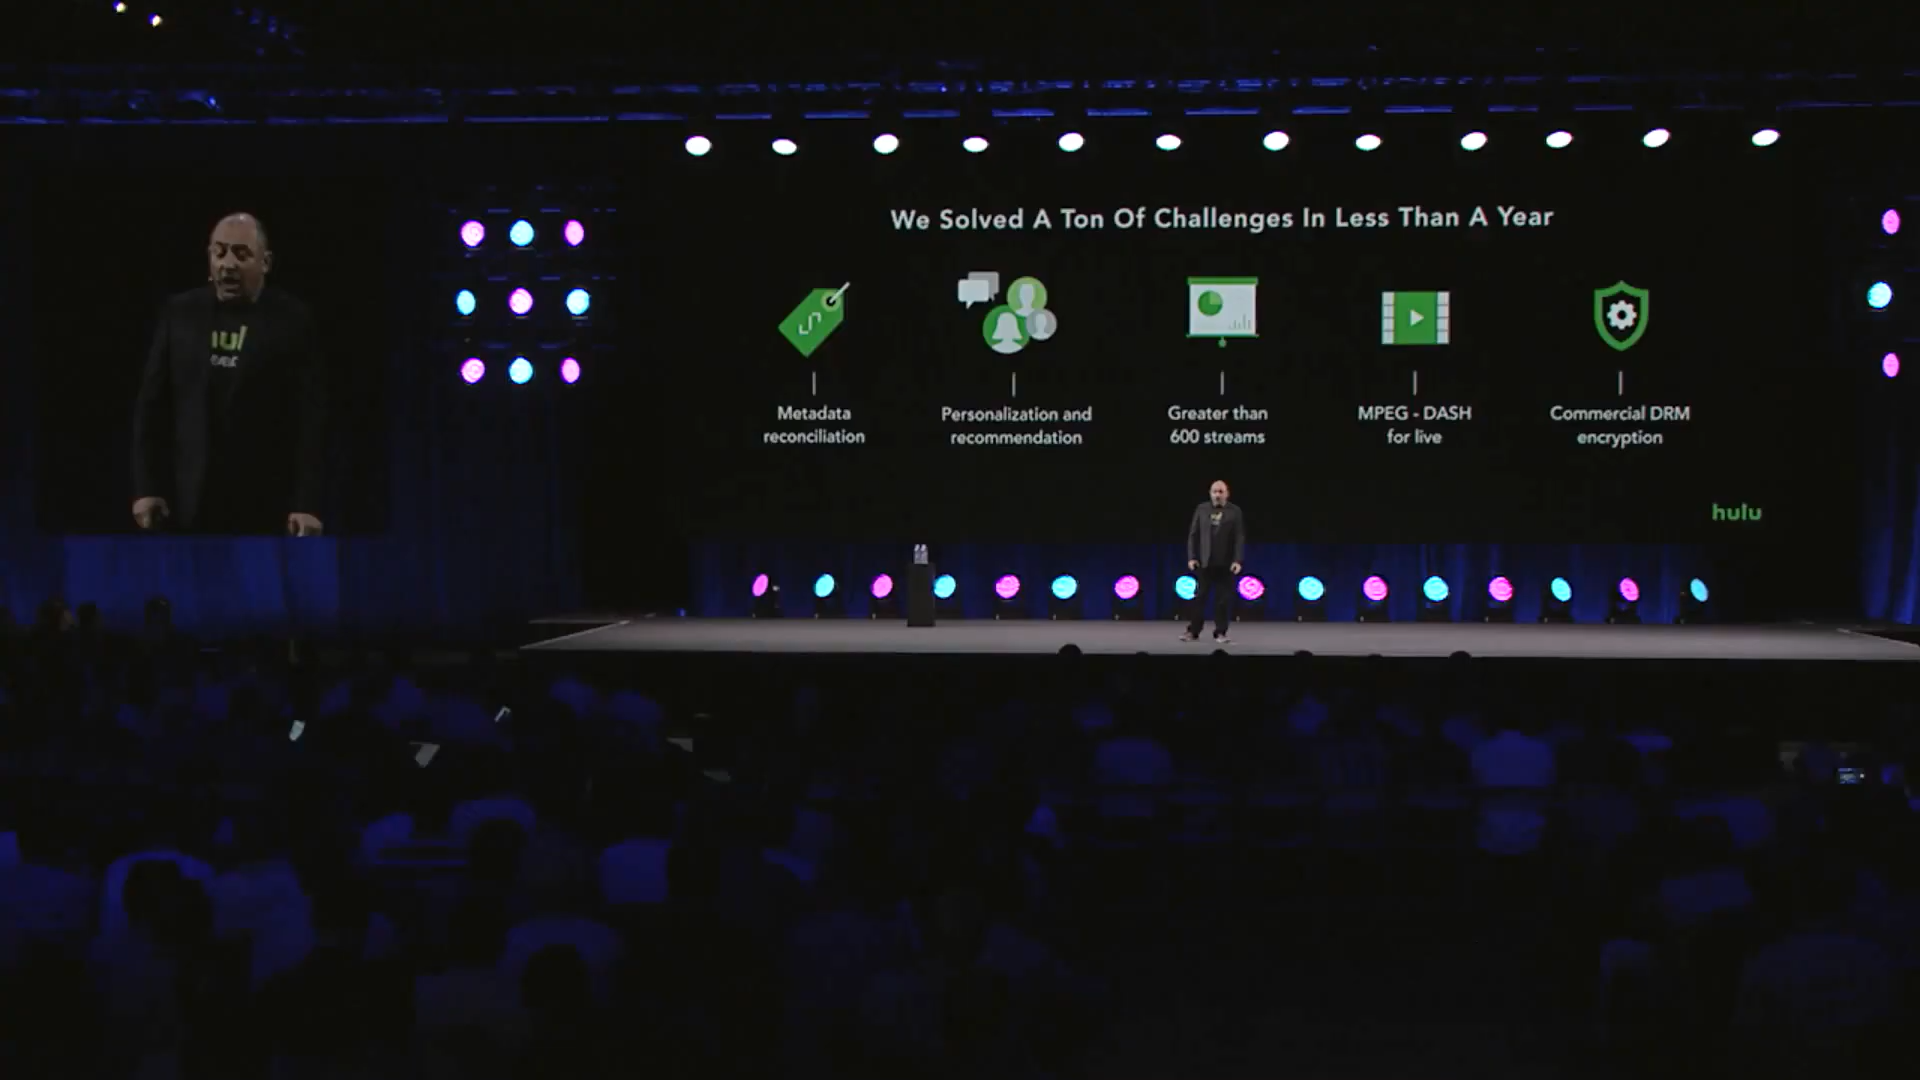 We Solved A Ton Of Challenges In Less Than A Year
Metadata
reconciliation
Personalization and
recommendation
Greater than
600 streams
MPEG - DASH
for live
Commercial DRM
encryption
hulu